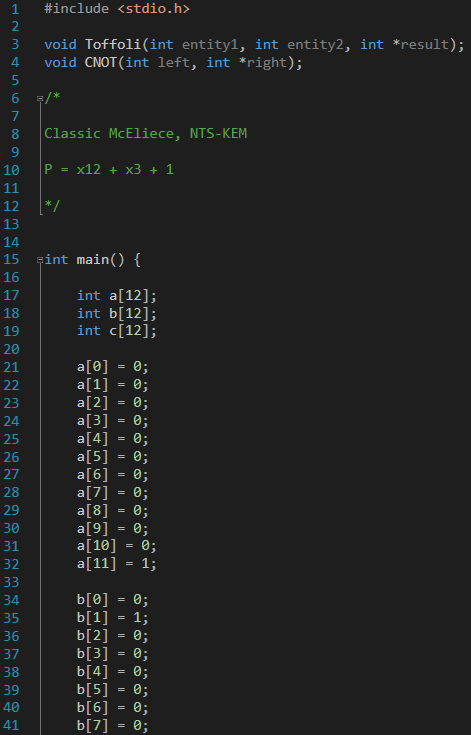 1 #include <stdio.h>
2
3 void Toffoli(int entity1, int entity2, int *result);
4 void CNOT(int left, int *right);
5
6 /*
7
8 Classic McEliece, NTS-KEM
9
10 P = x12 + x3 + 1
11
12 */
13
14
15 int main() {
16
17 int a[12];
18 int b[12];
19 int c[12];
20
21 a[0] = 0;
22 a[1] = 0;
23 a[2] = 0;
24 a[3] = 0;
25 a[4] = 0;
26 a[5] = 0;
27 a[6] = 0;
28 a[7] = 0;
29 a[8] = 0;
30 a[9] = 0;
31 a[10] = 0;
32 a[11] = 1;
33
34 b[0] = 0;
35 b[1] = 1;
36 b[2] = 0;
37 b[3] = 0;
38 b[4] = 0;
39 b[5] = 0;
40 b[6] = 0;
41 b[7] = 0;